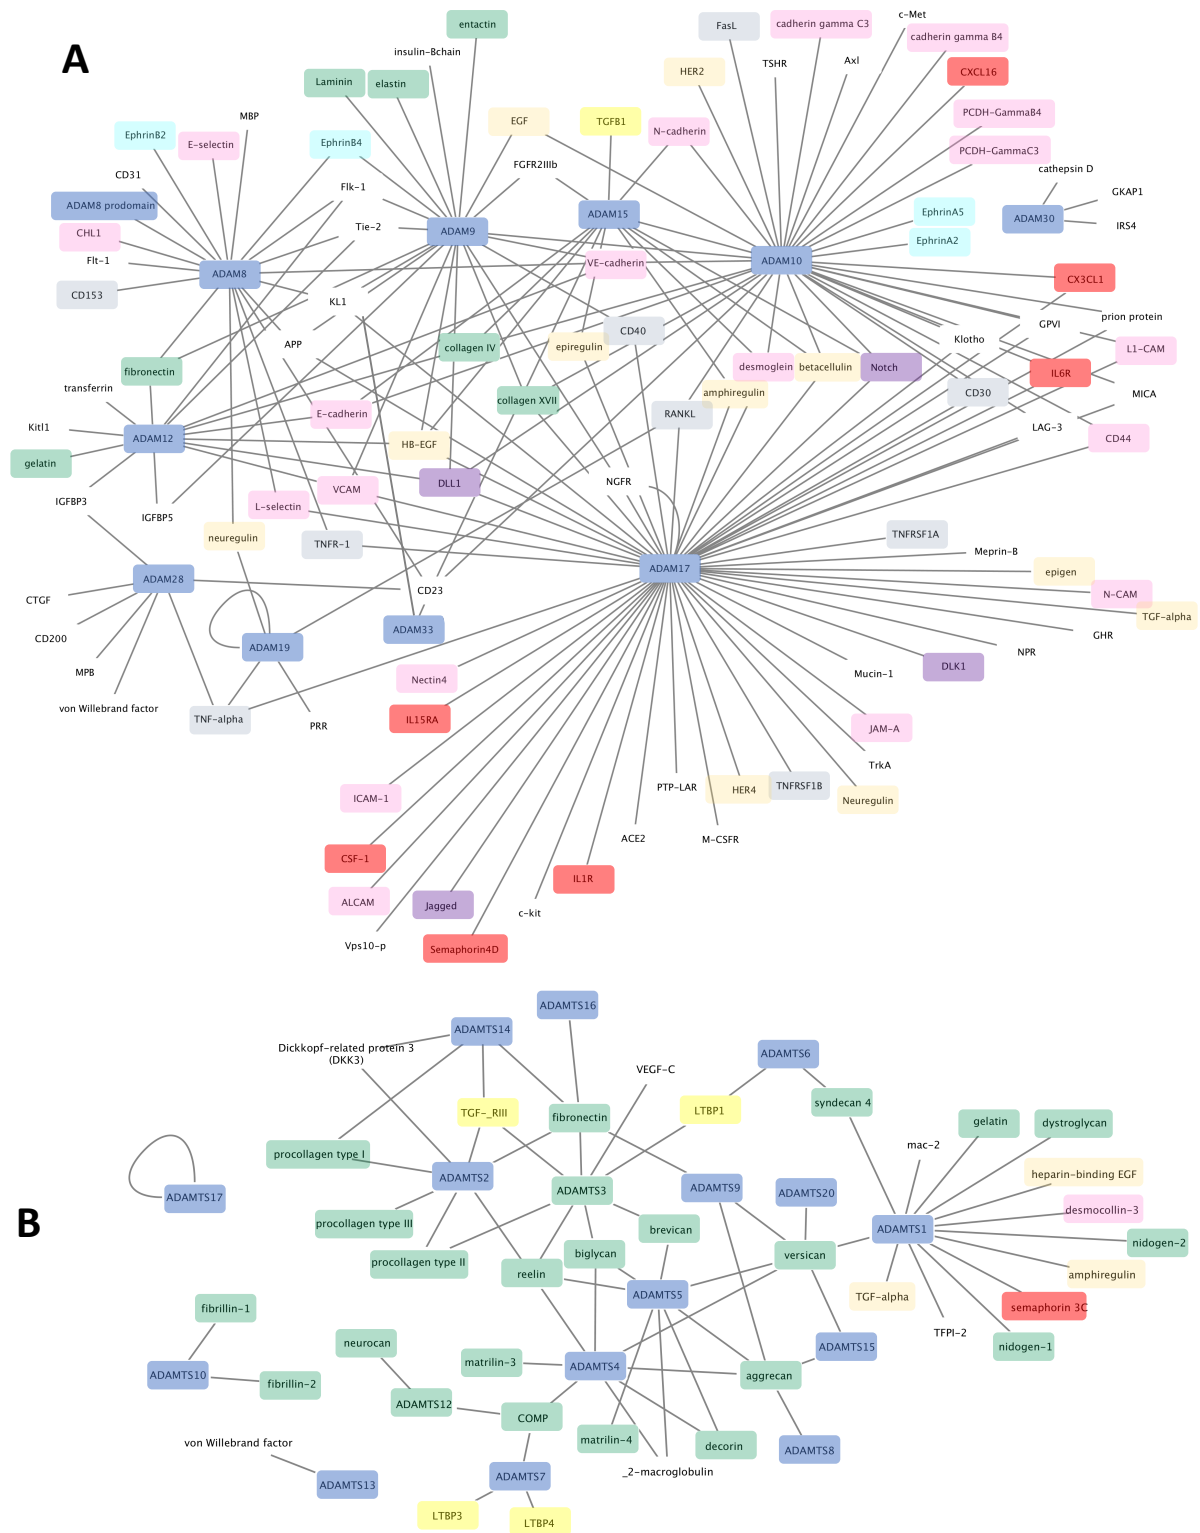 A
entactin
FasL
cadherin gamma C3
c-Met
cadherin gamma B4
insulin-Bchain
Laminin
elastin
HER2
TSHR
Axl
CXCL16
MBP
EGF
TGFB1
N-cadherin
PCDH-GammaB4
EphrinB2
E-selectin
EphrinB4
FGFR2IIIb
PCDH-GammaC3
CD31
Flk-1
cathepsin D
GKAP1
ADAM8 prodomain
ADAM15
EphrinA5
ADAM30
IRS4
CHL1
Tie-2
ADAM9
EphrinA2
Flt-1
ADAM8
VE-cadherin
ADAM10
CX3CL1
CD153
KL1
CD40
GPVI
prion protein
APP
collagen IV
epiregulin
Klotho
L1-CAM
fibronectin
desmoglein
betacellulin
Notch
IL6R
transferrin
collagen XVII
amphiregulin
CD30
MICA
E-cadherin
RANKL
Kitl1
ADAM12
HB-EGF
LAG-3
CD44
gelatin
VCAM
DLL1
NGFR
IGFBP3
L-selectin
IGFBP5
neuregulin
TNFR-1
TNFRSF1A
Meprin-B
ADAM28
ADAM17
epigen
CTGF
CD23
N-CAM
TGF-alpha
CD200
ADAM33
GHR
ADAM19
NPR
MPB
Nectin4
Mucin-1
DLK1
von Willebrand factor
TNF-alpha
PRR
IL15RA
JAM-A
TrkA
ICAM-1
PTP-LAR
HER4
TNFRSF1B
Neuregulin
ACE2
M-CSFR
CSF-1
IL1R
ALCAM
Jagged
c-kit
Vps10-p
Semaphorin4D
ADAMTS16
ADAMTS14
Dickkopf-related protein 3
(DKK3)
ADAMTS6
VEGF-C
TGF-_RIII
fibronectin
LTBP1
syndecan 4
gelatin
dystroglycan
procollagen type I
mac-2
ADAMTS2
ADAMTS3
ADAMTS9
ADAMTS20
heparin-binding EGF
ADAMTS17
desmocollin-3
B
procollagen type III
brevican
ADAMTS1
nidogen-2
procollagen type II
biglycan
versican
reelin
amphiregulin
ADAMTS5
TGF-alpha
fibrillin-1
semaphorin 3C
TFPI-2
neurocan
nidogen-1
matrilin-3
ADAMTS4
ADAMTS15
ADAMTS10
aggrecan
fibrillin-2
ADAMTS12
COMP
von Willebrand factor
matrilin-4
decorin
ADAMTS8
_2-macroglobulin
ADAMTS13
ADAMTS7
LTBP3
LTBP4